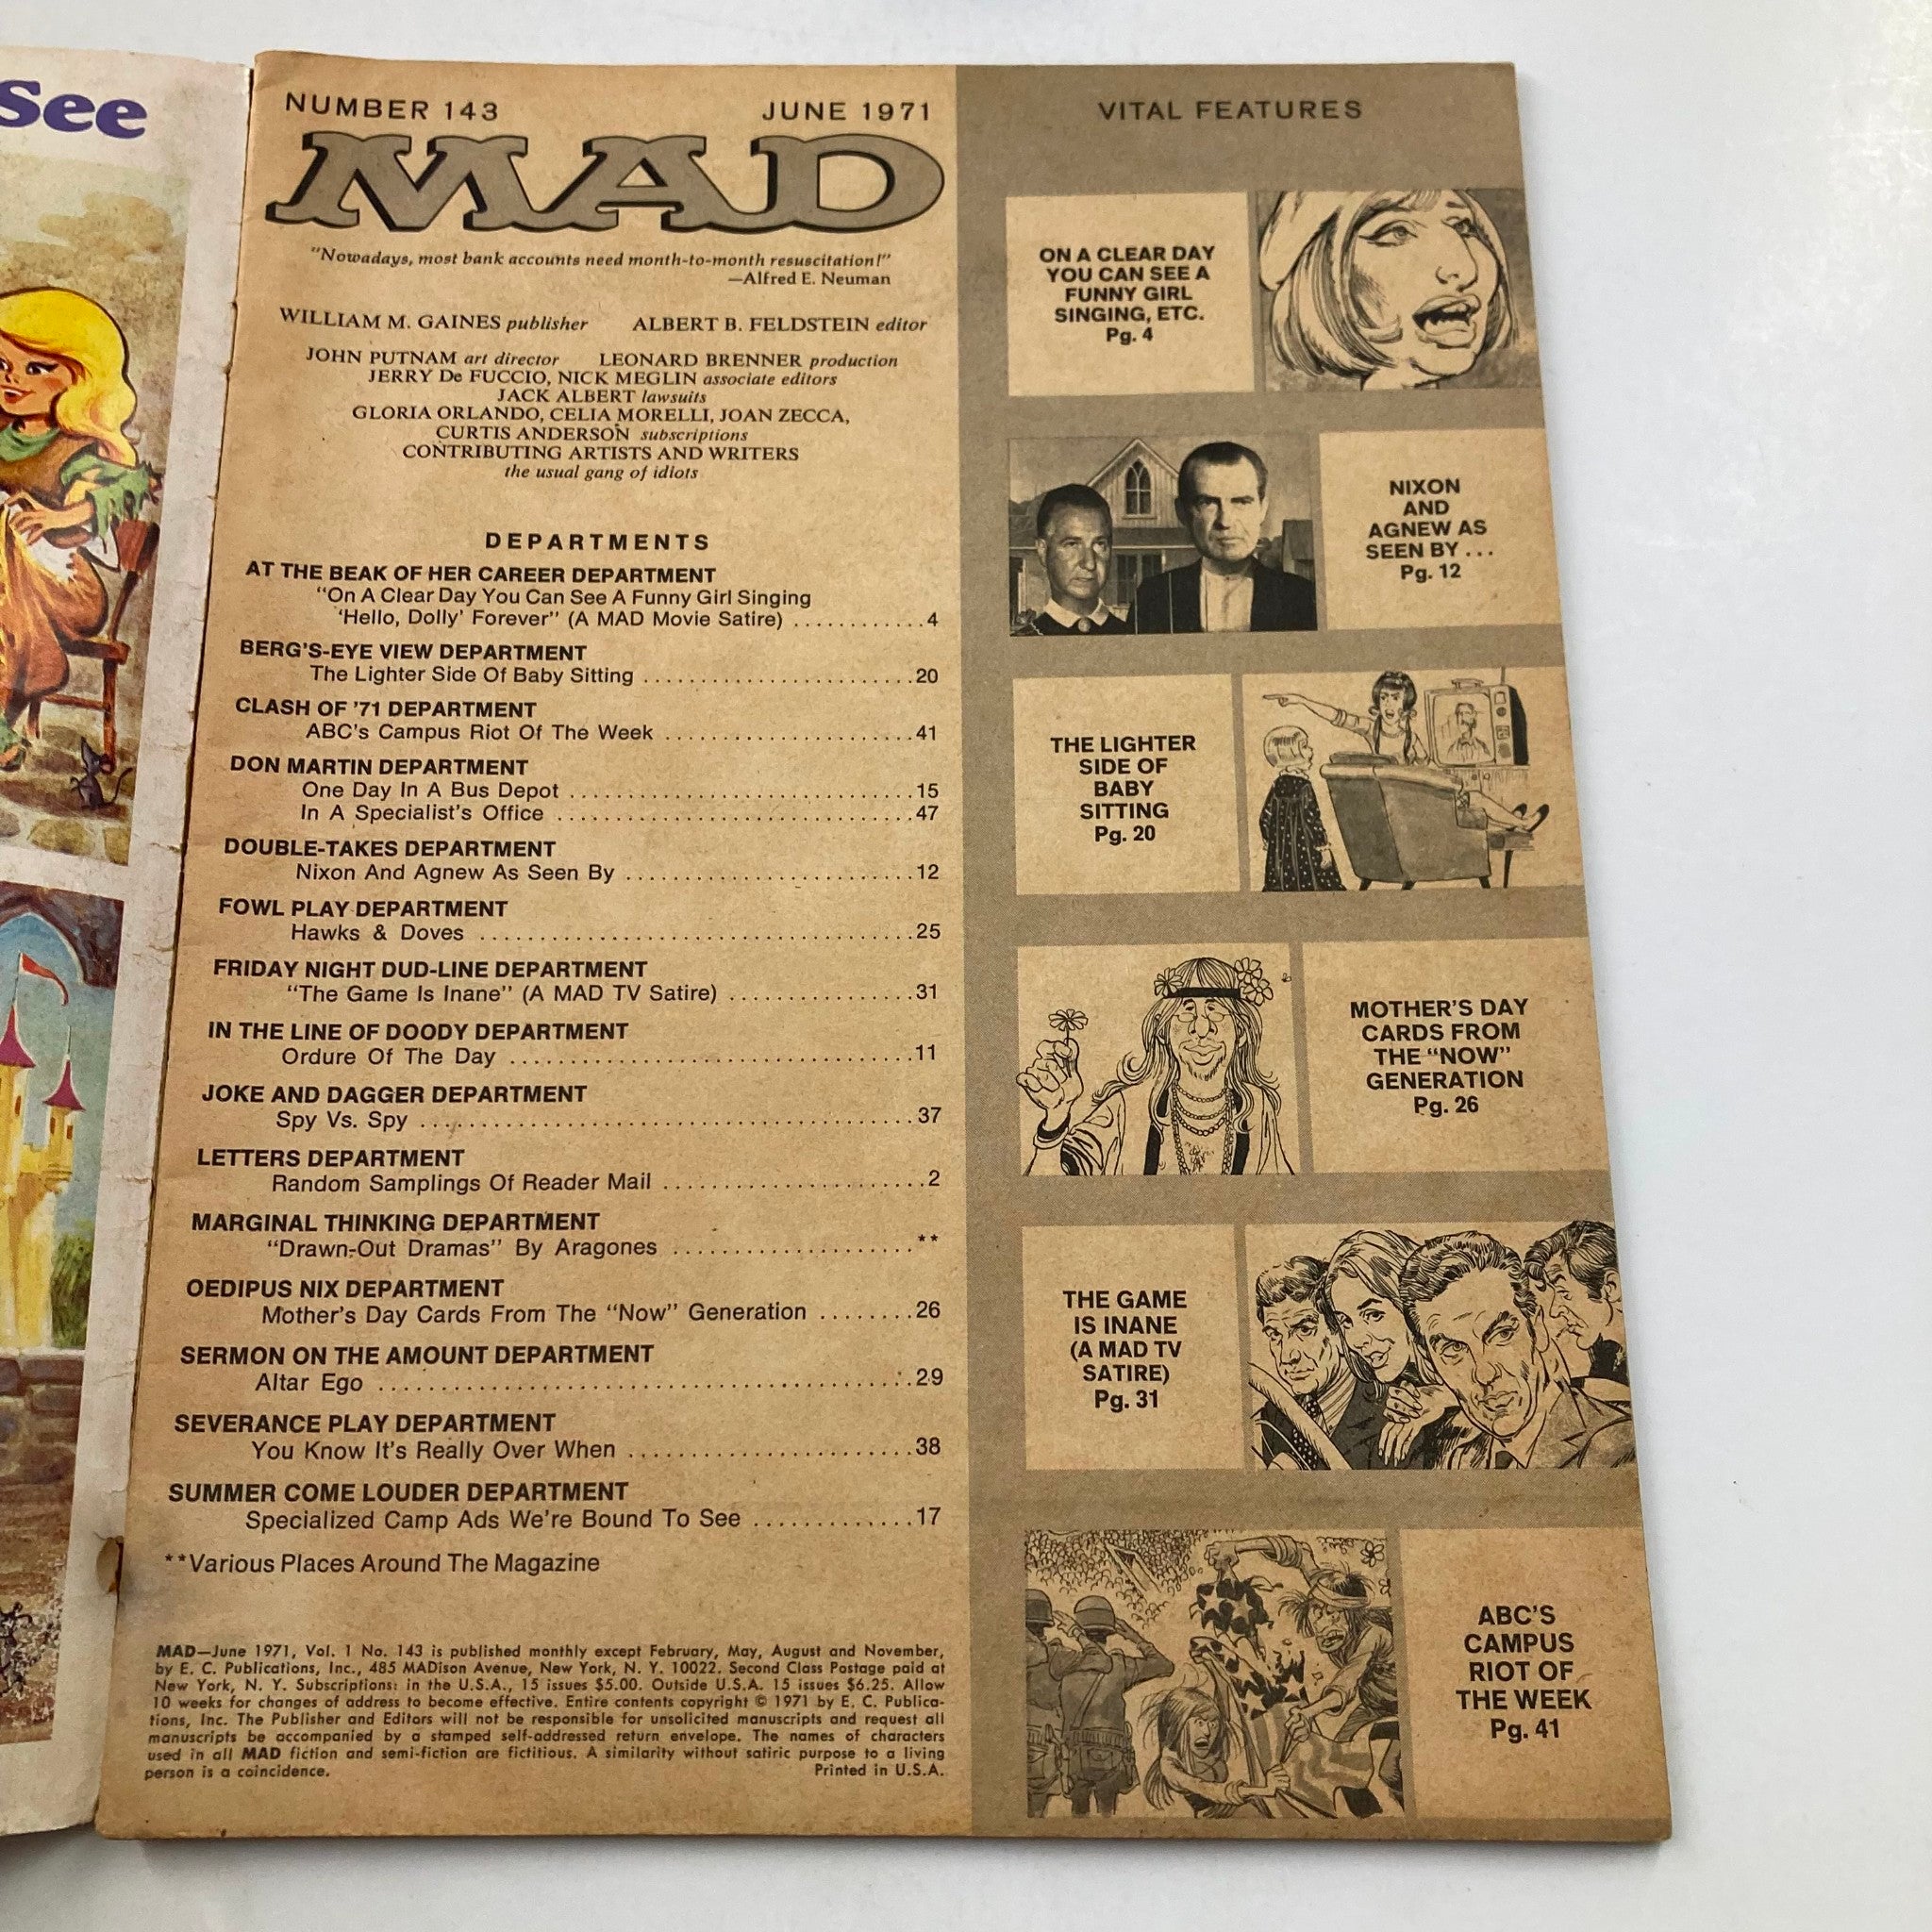 See
NUMBER 143 JUNE 1971
MAD
"Nowadays, most bank accounts need month-to-month resuscitation!"
—Alfred E. Neuman
WILLIAM M. GAINES publisher ALBERT B. FELDSTEIN editor
JOHN PUTNAM art director LEONARD BRENNER production
JERRY De FUCCIO, NICK MEGLIN associate editors
JACK ALBERT lawsuits
GLORIA ORLANDO, CELIA MORELLI, JOAN ZECCA,
CURTIS ANDERSON subscriptions
CONTRIBUTING ARTISTS AND WRITERS
the usual gang of idiots
DEPARTMENTS
AT THE BEAK OF HER CAREER DEPARTMENT
"On A Clear Day You Can See A Funny Girl Singing
'Hello, Dolly' Forever" (A MAD Movie Satire) ............4
BERG'S-EYE VIEW DEPARTMENT
The Lighter Side Of Baby Sitting ........................20
CLASH OF '71 DEPARTMENT
ABC's Campus Riot Of The Week ......................41
DON MARTIN DEPARTMENT
One Day In A Bus Depot ..............................15
In A Specialist's Office ...............................47
DOUBLE-TAKES DEPARTMENT
Nixon And Agnew As Seen By .........................12
FOWL PLAY DEPARTMENT
Hawks & Doves .....................................25
FRIDAY NIGHT DUD-LINE DEPARTMENT
"The Game Is Inane" (A MAD TV Satire) ................31
IN THE LINE OF DOODY DEPARTMENT
Ordure Of The Day ..................................11
JOKE AND DAGGER DEPARTMENT
Spy Vs. Spy .........................................37
LETTERS DEPARTMENT
Random Samplings Of Reader Mail ......................2
MARGINAL THINKING DEPARTMENT
"Drawn-Out Dramas" By Aragones ....................**
OEDIPUS NIX DEPARTMENT
Mother's Day Cards From The "Now" Generation ........26
SERMON ON THE AMOUNT DEPARTMENT
Altar Ego ...........................................29
SEVERANCE PLAY DEPARTMENT
You Know It's Really Over When ........................38
SUMMER COME LOUDER DEPARTMENT
Specialized Camp Ads We're Bound To See .............17
**Various Places Around The Magazine
MAD—June 1971, Vol. 1 No. 143 is published monthly except February, May, August and November,
by E. C. Publications, Inc., 485 MADison Avenue, New York, N. Y. 10022. Second Class Postage paid at
New York, N. Y. Subscriptions: in the U.S.A., 15 issues $5.00. Outside U.S.A. 15 issues $6.25. Allow
10 weeks for changes of address to become effective. Entire contents copyright © 1971 by E. C. Publica-
tions, Inc. The Publisher and Editors will not be responsible for unsolicited manuscripts and request all
manuscripts be accompanied by a stamped self-addressed return envelope. The names of characters
used in all MAD fiction and semi-fiction are fictitious. A similarity without satiric purpose to a living
person is a coincidence. Printed in U.S.A.
VITAL FEATURES
ON A CLEAR DAY
YOU CAN SEE A
FUNNY GIRL
SINGING, ETC.
Pg. 4
NIXON
AND
AGNEW AS
SEEN BY ...
Pg. 12
THE LIGHTER
SIDE OF
BABY
SITTING
Pg. 20
MOTHER'S DAY
CARDS FROM
THE "NOW"
GENERATION
Pg. 26
THE GAME
IS INANE
(A MAD TV
SATIRE)
Pg. 31
ABC'S
CAMPUS
RIOT OF
THE WEEK
Pg. 41